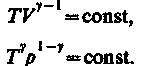 TV^{γ−1} = const,
T^{γ}p^{1−γ} = const.